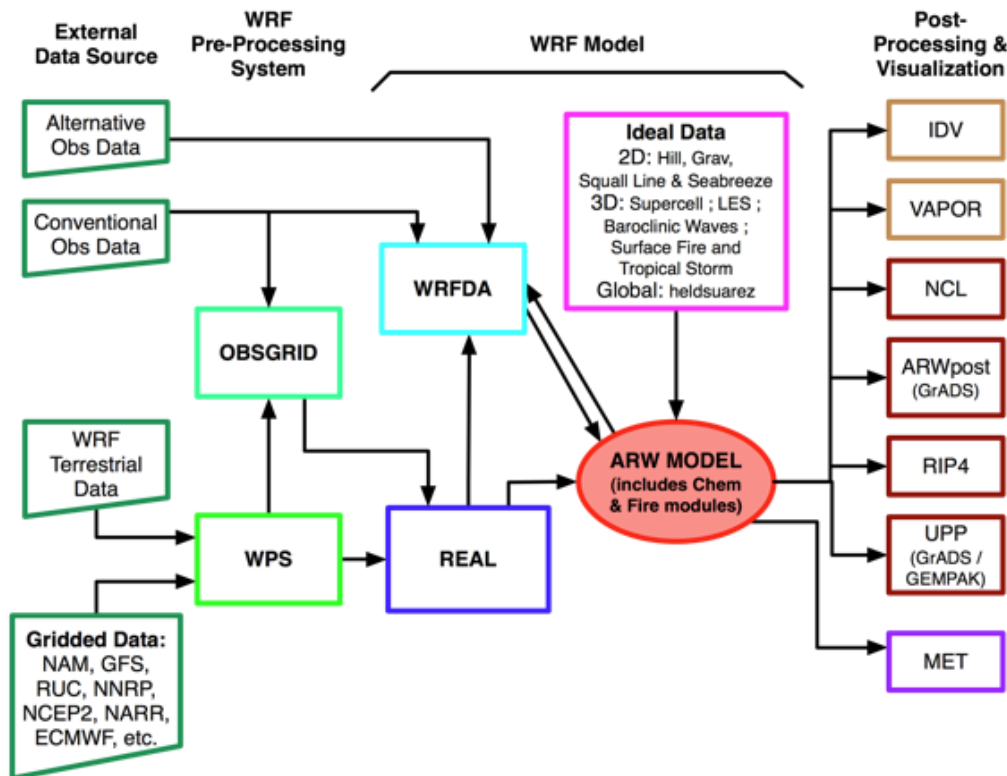 External
Data Source
WRF
Pre-Processing
System
WRF Model
Post-
Processing &
Visualization
Alternative
Obs Data
Conventional
Obs Data
WRF
Terrestrial
Data
Gridded Data:
NAM, GFS,
RUC, NNRP,
NCEP2, NARR,
ECMWF, etc.
OBSGRID
WPS
WRFDA
REAL
Ideal Data
2D: Hill, Grav,
Squall Line & Seabreeze
3D: Supercell ; LES ;
Baroclinic Waves ;
Surface Fire and
Tropical Storm
Global: heldsuarez
ARW MODEL
(includes Chem
& Fire modules)
IDV
VAPOR
NCL
ARWpost
(GrADS)
RIP4
UPP
(GrADS /
GEMPAK)
MET